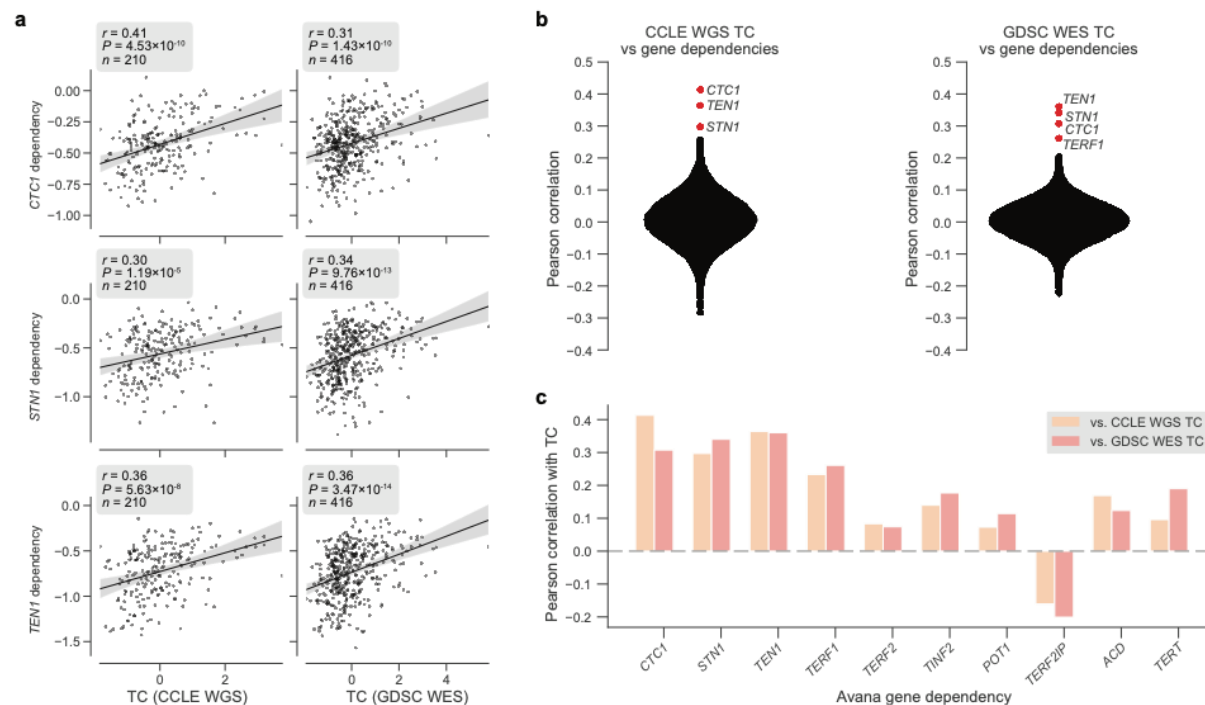 a
r = 0.41
P = 4.53×10⁻¹⁰
n = 210
r = 0.31
P = 1.43×10⁻¹⁰
n = 416
0.00
−0.25
−0.50
−0.75
−1.00
CTC1 dependency
r = 0.30
P = 1.19×10⁻⁵
n = 210
r = 0.34
P = 9.76×10⁻¹³
n = 416
0.0
−0.5
−1.0
STN1 dependency
r = 0.36
P = 5.63×10⁻⁸
n = 210
r = 0.36
P = 3.47×10⁻¹⁴
n = 416
0.0
−0.5
−1.0
−1.5
TEN1 dependency
0 2
0 2 4
TC (CCLE WGS)
TC (GDSC WES)
b
CCLE WGS TC
vs gene dependencies
0.5
0.4
0.3
0.2
0.1
0.0
−0.1
−0.2
−0.3
−0.4
Pearson correlation
CTC1
TEN1
STN1
GDSC WES TC
vs gene dependencies
0.5
0.4
0.3
0.2
0.1
0.0
−0.1
−0.2
−0.3
−0.4
Pearson correlation
TEN1
STN1
CTC1
TERF1
c
vs. CCLE WGS TC
vs. GDSC WES TC
0.4
0.3
0.2
0.1
0.0
−0.1
−0.2
Pearson correlation with TC
CTC1
STN1
TEN1
TERF1
TERF2
TINF2
POT1
TERF2IP
ACD
TERT
Avana gene dependency